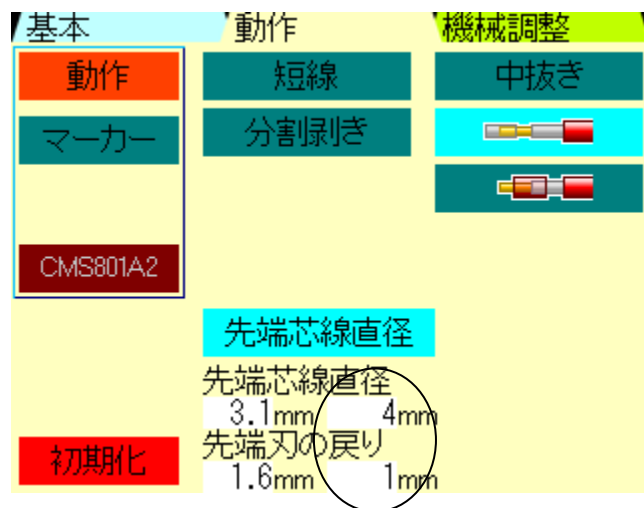 基本 動作 機械調整
動作 短線 中抜き
マーカー 分割剥き
CMS801A2
先端芯線直径
先端芯線直径
3.1mm 4mm
先端刃の戻り
初期化 1.6mm 1mm